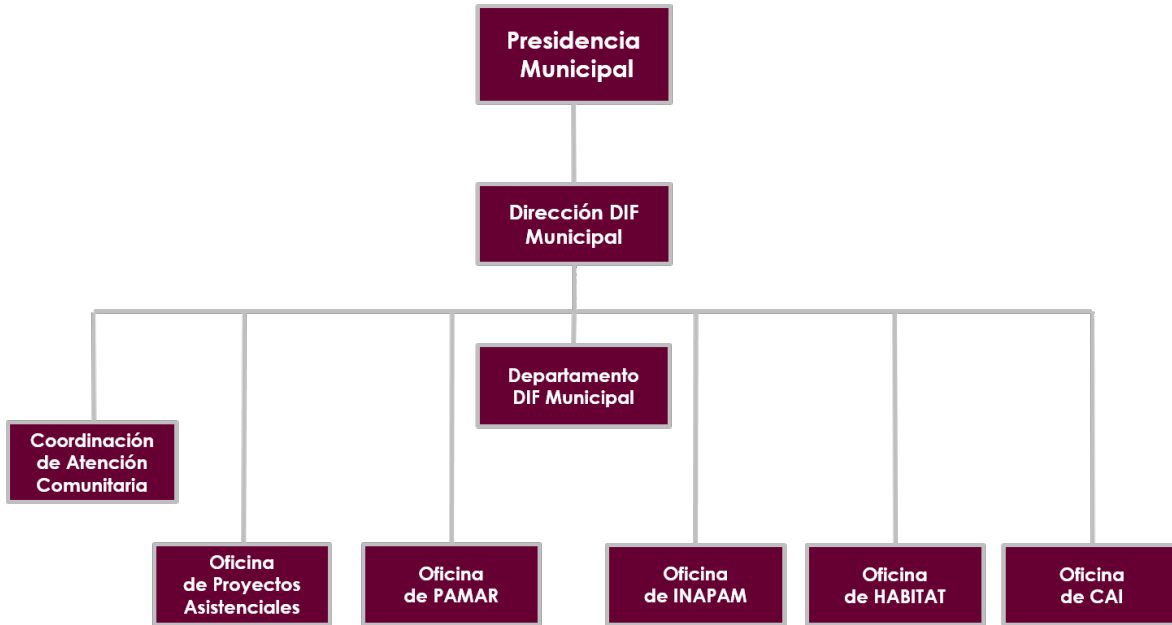 Presidencia
Municipal
Dirección DIF
Municipal
Departamento
DIF Municipal
Coordinación
de Atención
Comunitaria
Oficina
de Proyectos
Asistenciales
Oficina
de PAMAR
Oficina
de INAPAM
Oficina
de HABITAT
Oficina
de CAI